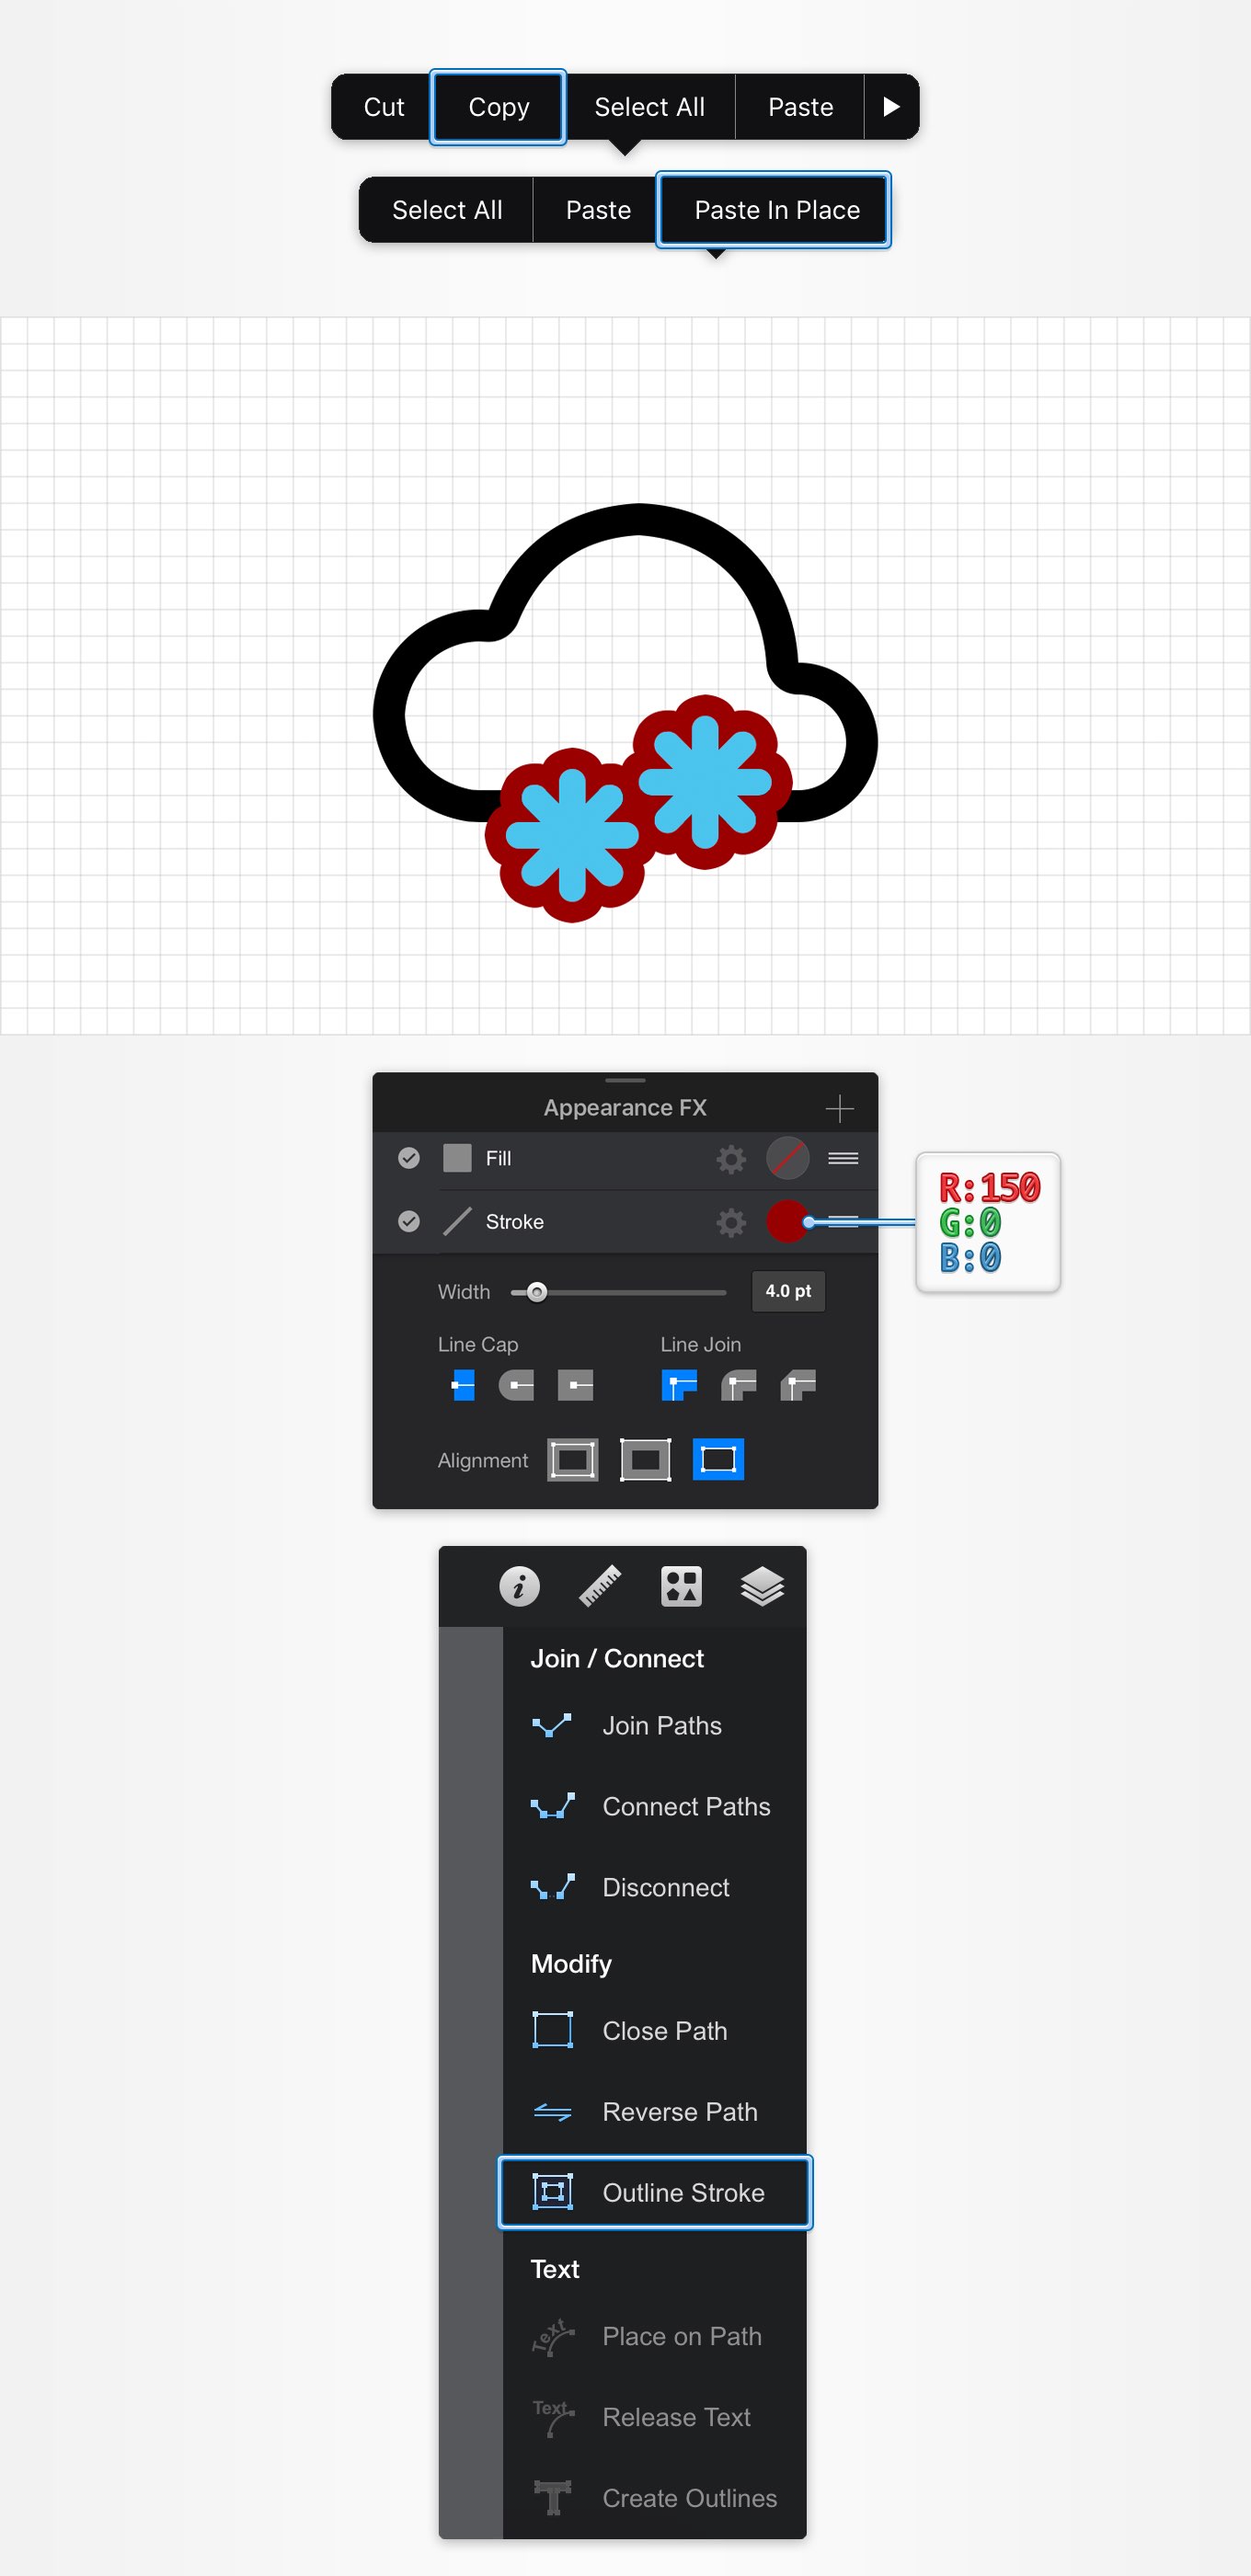 Cut Copy Select All Paste
Select All Paste Paste In Place
Appearance FX
Fill
Stroke
R:150
G:0
B:0
Width 4.0 pt
Line Cap Line Join
Alignment
i
Join / Connect
Join Paths
Connect Paths
Disconnect
Modify
Close Path
Reverse Path
Outline Stroke
Text
Text Place on Path
Text Release Text
T Create Outlines